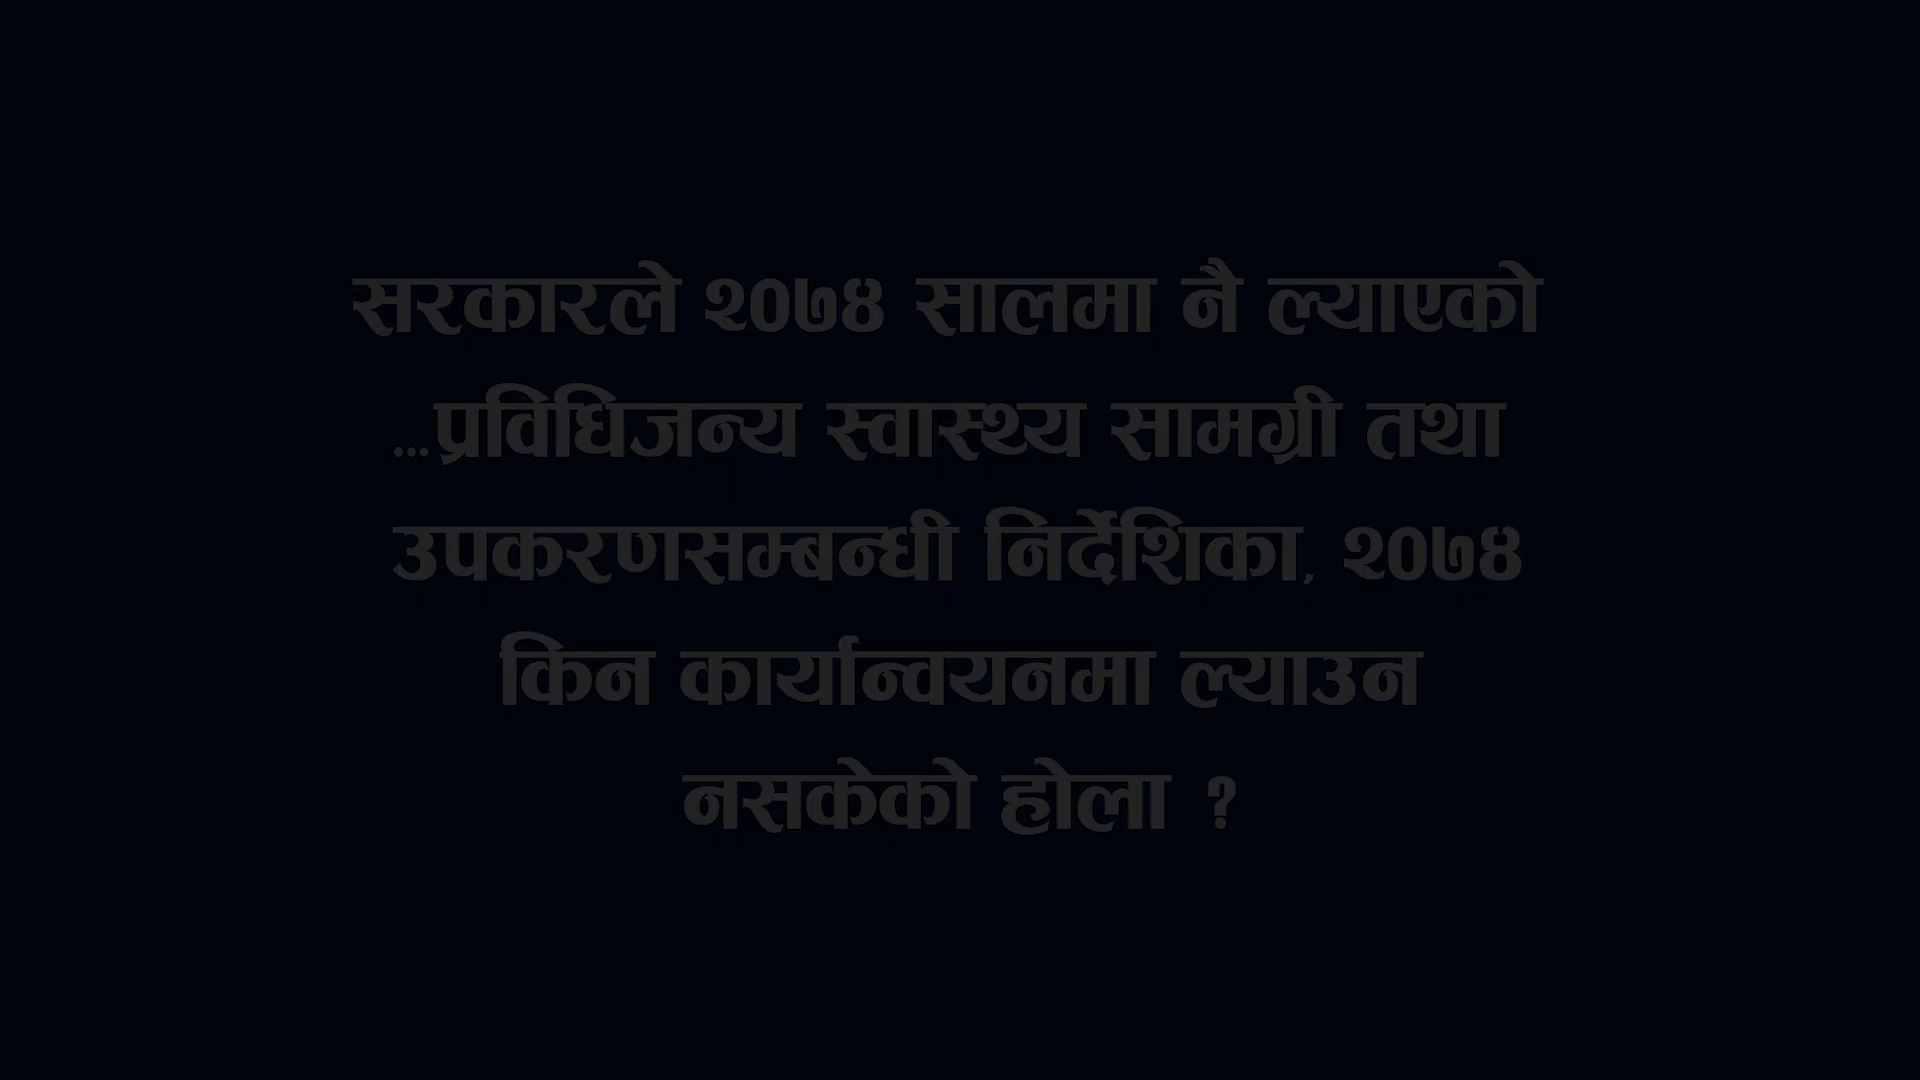 सरकारले २०७४ सालमा नै ल्याएको
...प्रविधिजन्य स्वास्थ्य सामग्री तथा
उपकरणसम्बन्धी निर्देशिका, २०७४
किन कार्यान्वयनमा ल्याउन
नसकेको होला ?